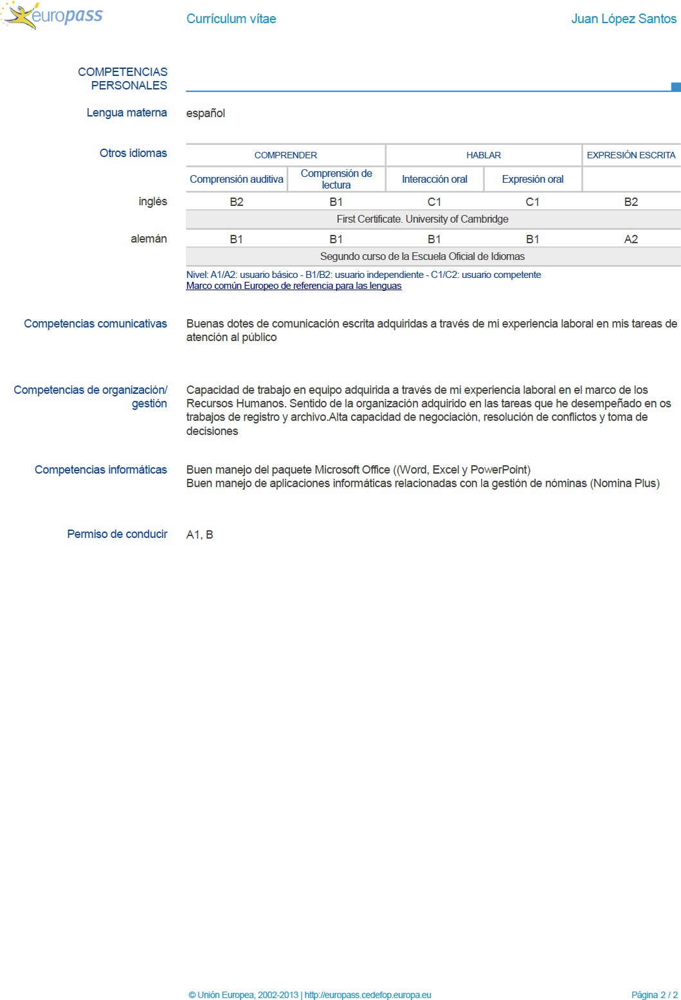 europass
Currículum vítae
Juan López Santos
COMPETENCIAS
PERSONALES
Lengua materna español
Otros idiomas COMPRENDER HABLAR EXPRESIÓN ESCRITA
Comprensión auditiva Comprensión de lectura Interacción oral Expresión oral
inglés B2 B1 C1 C1 B2
First Certificate. University of Cambridge
alemán B1 B1 B1 B1 A2
Segundo curso de la Escuela Oficial de Idiomas
Nivel: A1/A2: usuario básico - B1/B2: usuario independiente - C1/C2: usuario competente
Marco común Europeo de referencia para las lenguas
Competencias comunicativas Buenas dotes de comunicación escrita adquiridas a través de mi experiencia laboral en mis tareas de
atención al público
Competencias de organización/ Capacidad de trabajo en equipo adquirida a través de mi experiencia laboral en el marco de los
gestión Recursos Humanos. Sentido de la organización adquirido en las tareas que he desempeñado en os
trabajos de registro y archivo.Alta capacidad de negociación, resolución de conflictos y toma de
decisiones
Competencias informáticas Buen manejo del paquete Microsoft Office ((Word, Excel y PowerPoint)
Buen manejo de aplicaciones informáticas relacionadas con la gestión de nóminas (Nomina Plus)
Permiso de conducir A1, B
© Unión Europea, 2002-2013 | http://europass.cedefop.europa.eu Página 2 / 2